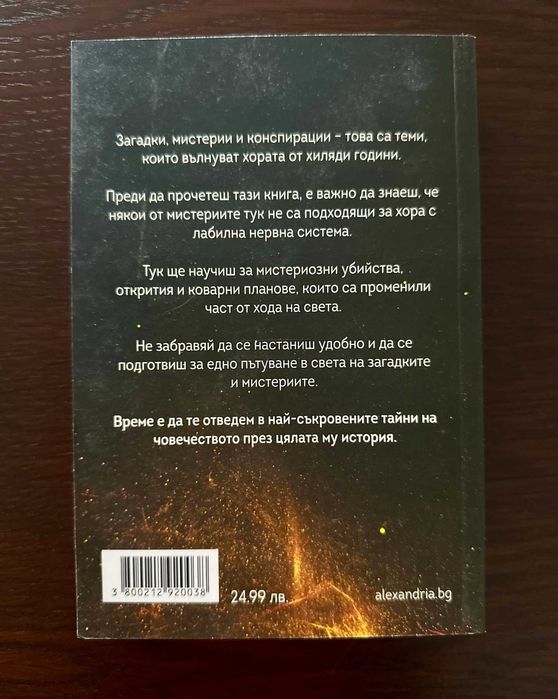 Загадки, мистерии и конспирации – това са теми,
които вълнуват хората от хиляди години.
Преди да прочетеш тази книга, е важно да знаеш, че
някои от мистериите тук не са подходящи за хора с
лабилна нервна система.
Тук ще научиш за мистериозни убийства,
открития и коварни планове, които са променили
част от хода на света.
Не забравяй да се настаниш удобно и да се
подготвиш за едно пътуване в света на загадките
и мистериите.
Време е да те отведем в най-съкровените тайни на
човечеството през цялата му история.
3 800212 920038
24.99 лв.
alexandria.bg